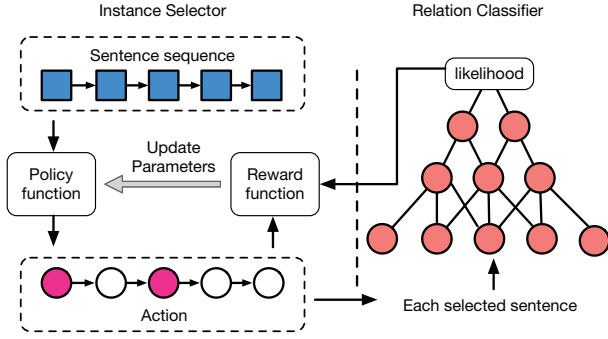 Instance Selector
Relation Classifier
Sentence sequence
likelihood
Policy
function
Update
Parameters
Reward
function
Action
Each selected sentence